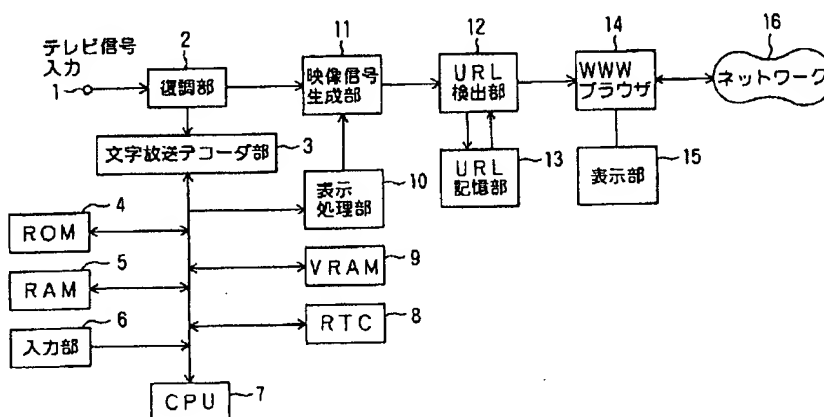 テレビ信号
入力
1
2
復調部
11
映像信号
生成部
12
URL
検出部
14
WWW
ブラウザ
16
ネットワーク
文字放送デコーダ部
3
表示
処理部
10
URL
記憶部
13
表示部
15
4
ROM
5
RAM
6
入力部
VRAM
9
RTC
8
CPU
7